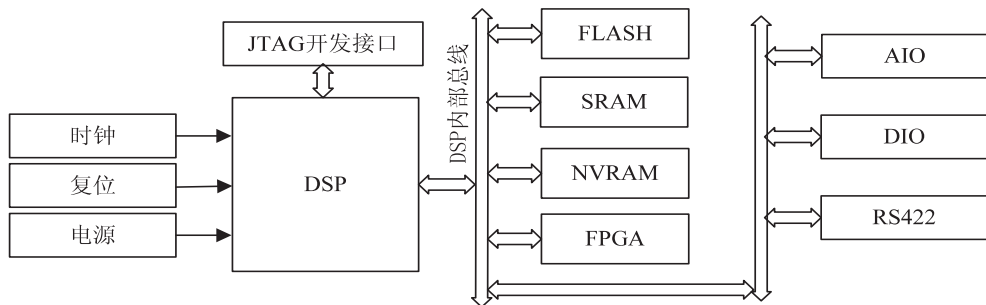 JTAG开发接口
时钟
复位
电源
DSP
DSP内部总线
FLASH
SRAM
NVRAM
FPGA
AIO
DIO
RS422